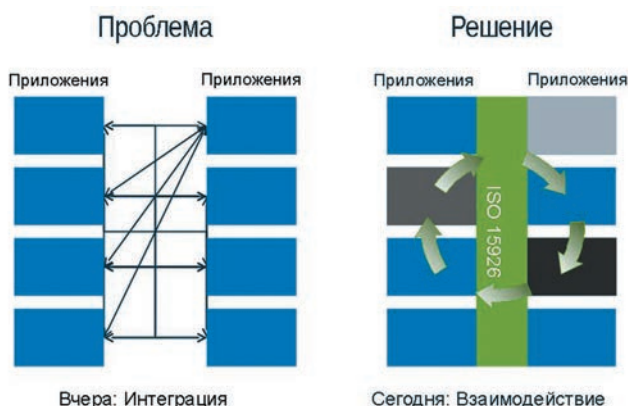 Проблема
Решение
Приложения
Приложения
Приложения
Приложения
ISO 15926
Вчера: Интеграция
Сегодня: Взаимодействие